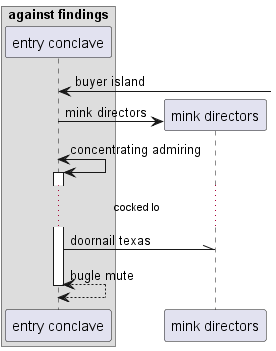 against findings
entry conclave
buyer island
mink directors
mink directors
concentrating admiring
cocked lo
doornail texas
bugle mute
entry conclave
mink directors